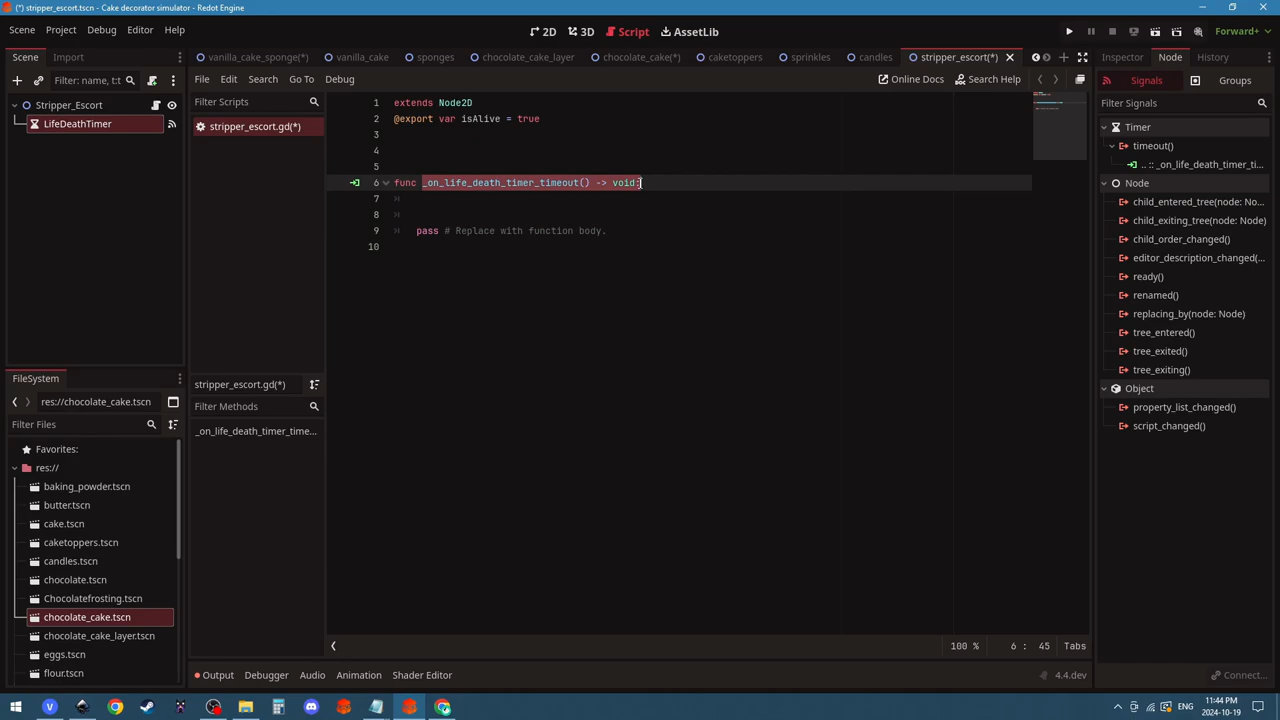 (*) stripper_escort.tscn - Cake decorator simulator - Redot Engine
Scene Project Debug Editor Help
2D 3D Script AssetLib
Forward+
Scene Import
vanilla_cake_sponge(*) vanilla_cake sponges chocolate_cake_layer chocolate_cake(*) caketoppers sprinkles candles stripper_escort(*)
Inspector Node History
Filter: name, t:t
File Edit Search Go To Debug
Online Docs Search Help
Signals Groups
Stripper_Escort
LifeDeathTimer
Filter Scripts
stripper_escort.gd(*)
1 extends Node2D
2 @export var isAlive = true
3
4
5
6 func _on_life_death_timer_timeout() -> void:
7
8
9 pass # Replace with function body.
10
Filter Signals
Timer
timeout()
.. :: _on_life_death_timer_ti...
Node
child_entered_tree(node: No...
child_exiting_tree(node: Node)
child_order_changed()
editor_description_changed(...
ready()
renamed()
replacing_by(node: Node)
tree_entered()
tree_exited()
tree_exiting()
Object
property_list_changed()
script_changed()
FileSystem
res://chocolate_cake.tscn
Filter Files
Favorites:
res://
baking_powder.tscn
butter.tscn
cake.tscn
caketoppers.tscn
candles.tscn
chocolate.tscn
Chocolatefrosting.tscn
chocolate_cake.tscn
chocolate_cake_layer.tscn
eggs.tscn
flour.tscn
stripper_escort.gd(*)
Filter Methods
_on_life_death_timer_time...
100 % 6 : 45 Tabs
Output Debugger Audio Animation Shader Editor
4.4.dev
Connect...
ENG
11:44 PM
2024-10-19